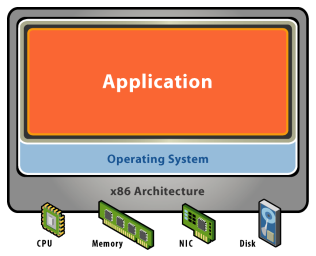 Application
Operating System
x86 Architecture
CPU
Memory
NIC
Disk